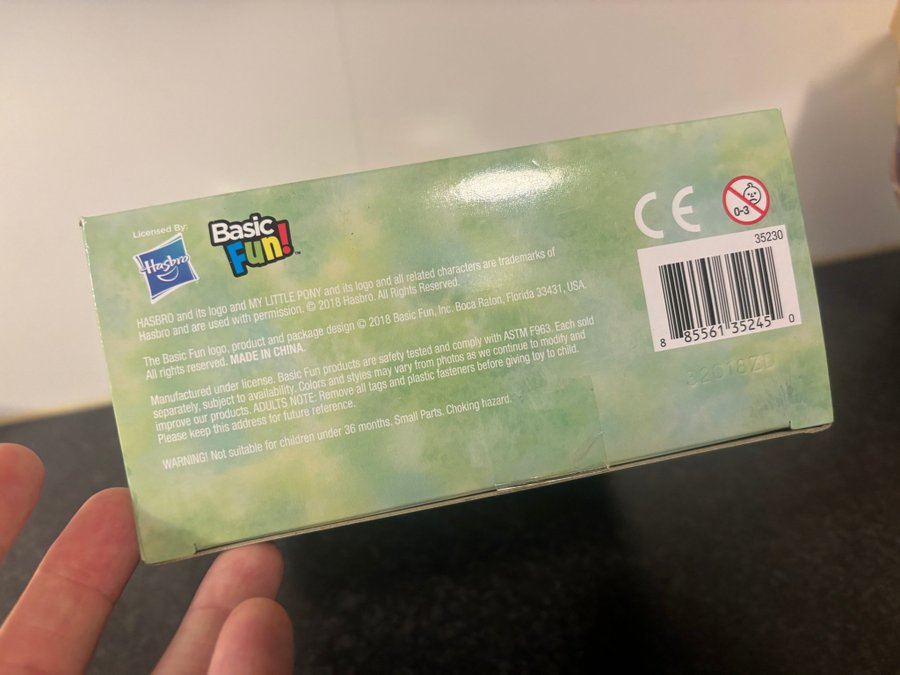 Licensed By:
Hasbro
Basic
Fun!™
HASBRO and its logo and MY LITTLE PONY and its logo and all related characters are trademarks of
Hasbro and are used with permission. © 2018 Hasbro. All Rights Reserved.
The Basic Fun logo, product and package design © 2018 Basic Fun, Inc. Boca Raton, Florida 33431, USA.
All rights reserved. MADE IN CHINA.
Manufactured under license. Basic Fun products are safety tested and comply with ASTM F963. Each sold
separately, subject to availability. Colors and styles may vary from photos as we continue to modify and
improve our products. ADULTS NOTE: Remove all tags and plastic fasteners before giving toy to child.
Please keep this address for future reference.
WARNING! Not suitable for children under 36 months. Small Parts. Choking hazard.
CE
0-3
35230
8 85561 35245 0